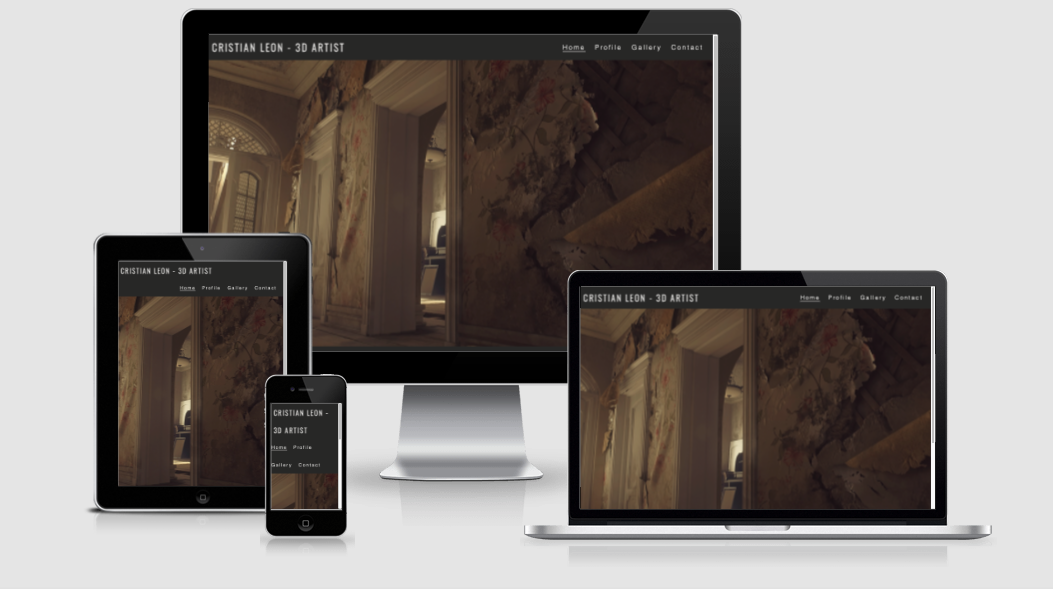 CRISTIAN LEON - 3D ARTIST
Home Profile Gallery Contact
CRISTIAN LEON - 3D ARTIST
Home Profile Gallery Contact
CRISTIAN LEON -
3D ARTIST
Home Profile
Gallery Contact
CRISTIAN LEON - 3D ARTIST
Home Profile Gallery Contact